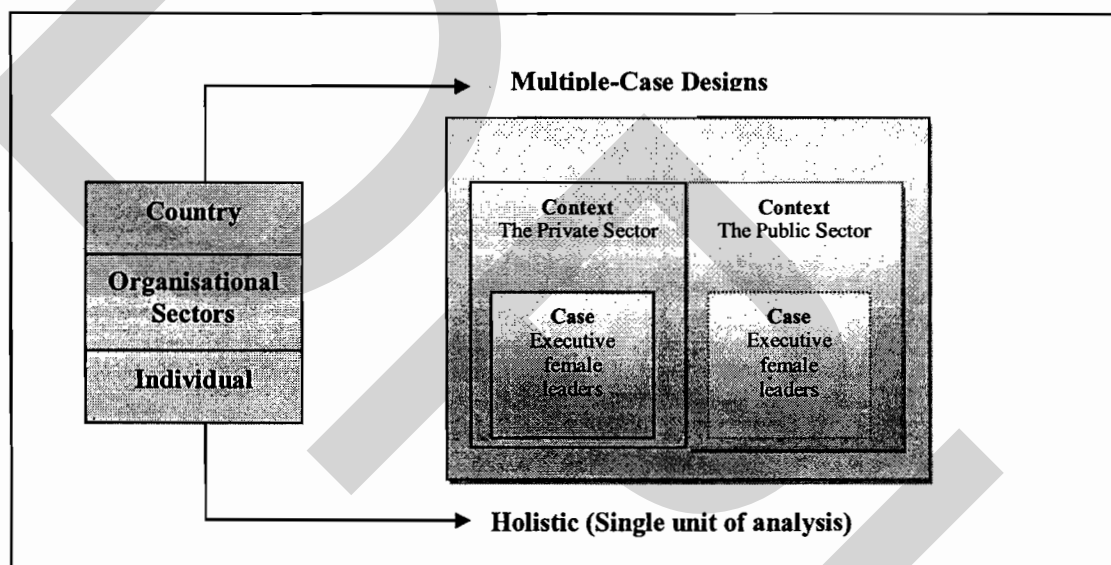 Multiple-Case Designs
Country
Organisational
Sectors
Individual
Context
The Private Sector
Case
Executive
female
leaders
Context
The Public Sector
Case
Executive
female
leaders
Holistic (Single unit of analysis)